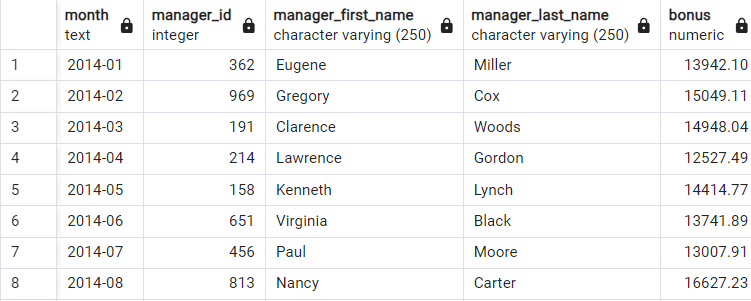 month manager_id manager_first_name manager_last_name bonus
text integer character varying (250) character varying (250) numeric
1 2014-01 362 Eugene Miller 13942.10
2 2014-02 969 Gregory Cox 15049.11
3 2014-03 191 Clarence Woods 14948.04
4 2014-04 214 Lawrence Gordon 12527.49
5 2014-05 158 Kenneth Lynch 14414.77
6 2014-06 651 Virginia Black 13741.89
7 2014-07 456 Paul Moore 13007.91
8 2014-08 813 Nancy Carter 16627.23